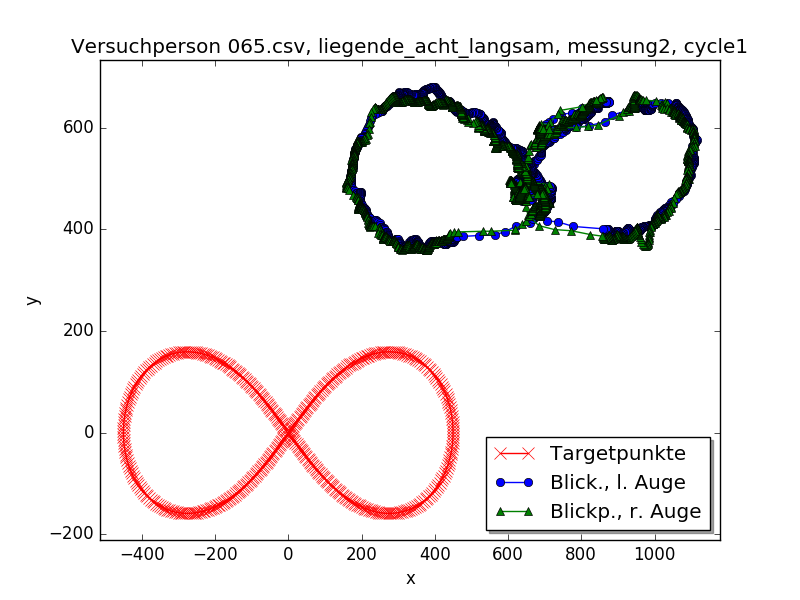 Versuchperson 065.csv, liegende_acht_langsam, messung2, cycle1
y
600
400
200
0
−200
−400 −200 0 200 400 600 800 1000
x
Targetpunkte
Blick., l. Auge
Blickp., r. Auge